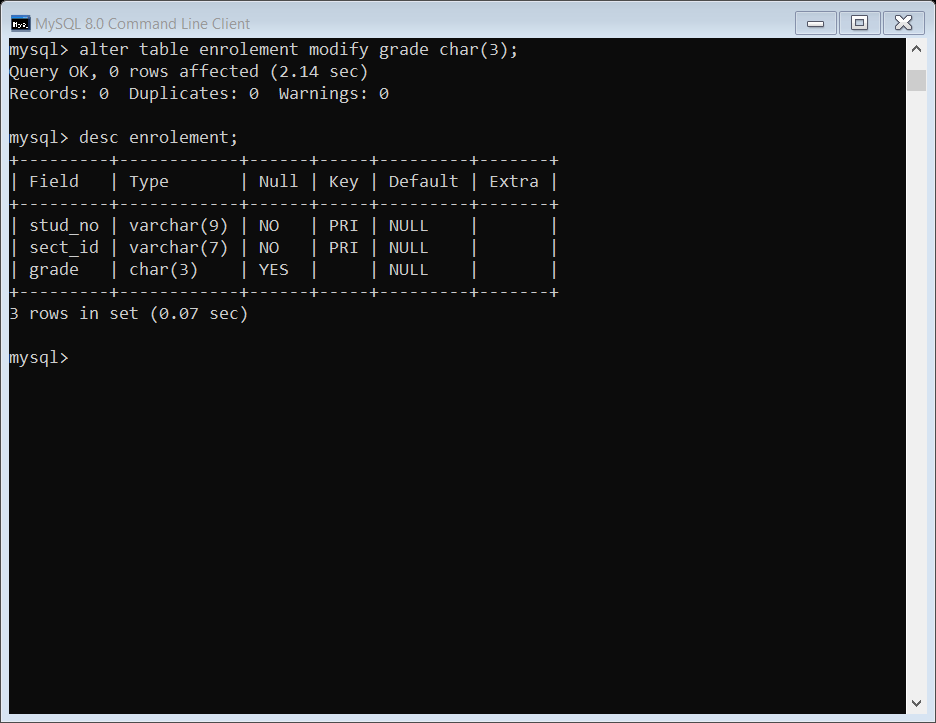 MySQL 8.0 Command Line Client
mysql> alter table enrolement modify grade char(3);
Query OK, 0 rows affected (2.14 sec)
Records: 0  Duplicates: 0  Warnings: 0
mysql> desc enrolement;
+---------+------------+------+-----+---------+-------+
| Field   | Type       | Null | Key | Default | Extra |
+---------+------------+------+-----+---------+-------+
| stud_no | varchar(9) | NO   | PRI | NULL    |       |
| sect_id | varchar(7) | NO   | PRI | NULL    |       |
| grade   | char(3)    | YES  |     | NULL    |       |
+---------+------------+------+-----+---------+-------+
3 rows in set (0.07 sec)
mysql>